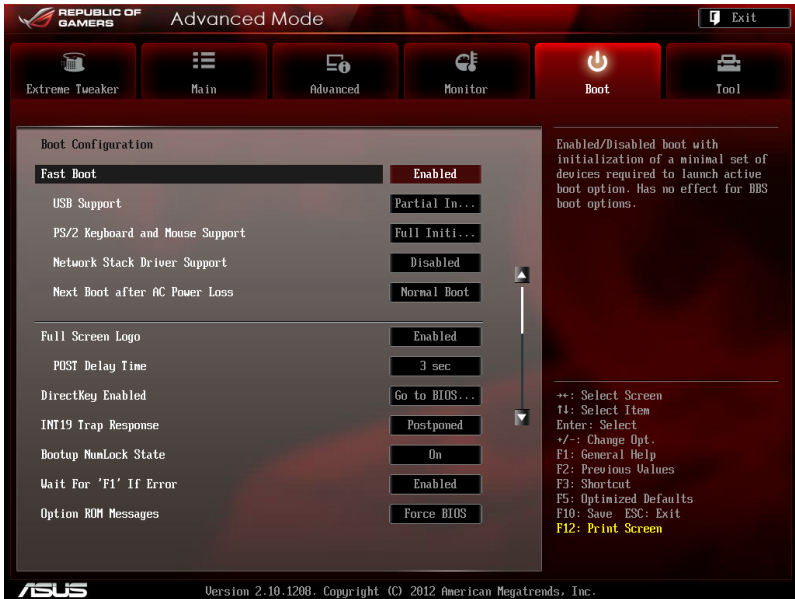 REPUBLIC OF
GAMERS
Advanced Mode
Exit
Extreme Tweaker
Main
Advanced
Monitor
Boot
Tool
Boot Configuration
Fast Boot Enabled
USB Support Partial In...
PS/2 Keyboard and Mouse Support Full Initi...
Network Stack Driver Support Disabled
Next Boot after AC Power Loss Normal Boot
Full Screen Logo Enabled
POST Delay Time 3 sec
DirectKey Enabled Go to BIOS...
INT19 Trap Response Postponed
Bootup NumLock State On
Wait For 'F1' If Error Enabled
Option ROM Messages Force BIOS
Enabled/Disabled boot with
initialization of a minimal set of
devices required to launch active
boot option. Has no effect for BBS
boot options.
→←: Select Screen
↑↓: Select Item
Enter: Select
+/-: Change Opt.
F1: General Help
F2: Previous Values
F3: Shortcut
F5: Optimized Defaults
F10: Save ESC: Exit
F12: Print Screen
ASUS
Version 2.10.1208. Copyright (C) 2012 American Megatrends, Inc.